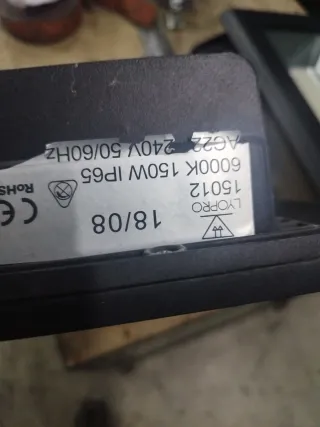 LYOPRO
18/08
15012
6000K 150W IP65
AC22 240V 50/60Hz
CE
RoHS